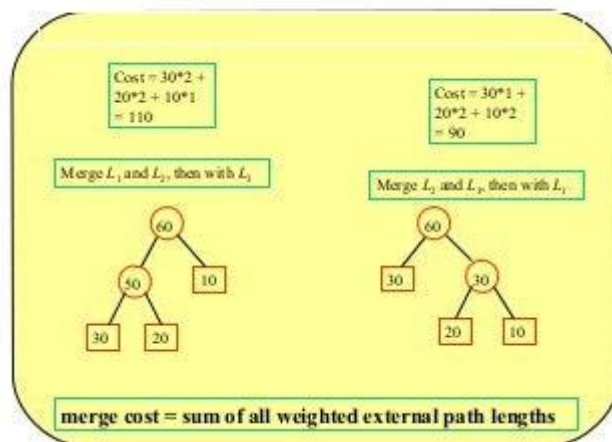 Cost = 30*2 +
20*2 + 10*1
= 110
Merge L₁ and L₂, then with L₃
60
50
10
30
20
Cost = 30*1 +
20*2 + 10*2
= 90
Merge L₂ and L₃, then with L₁
60
30
30
20
10
merge cost = sum of all weighted external path lengths